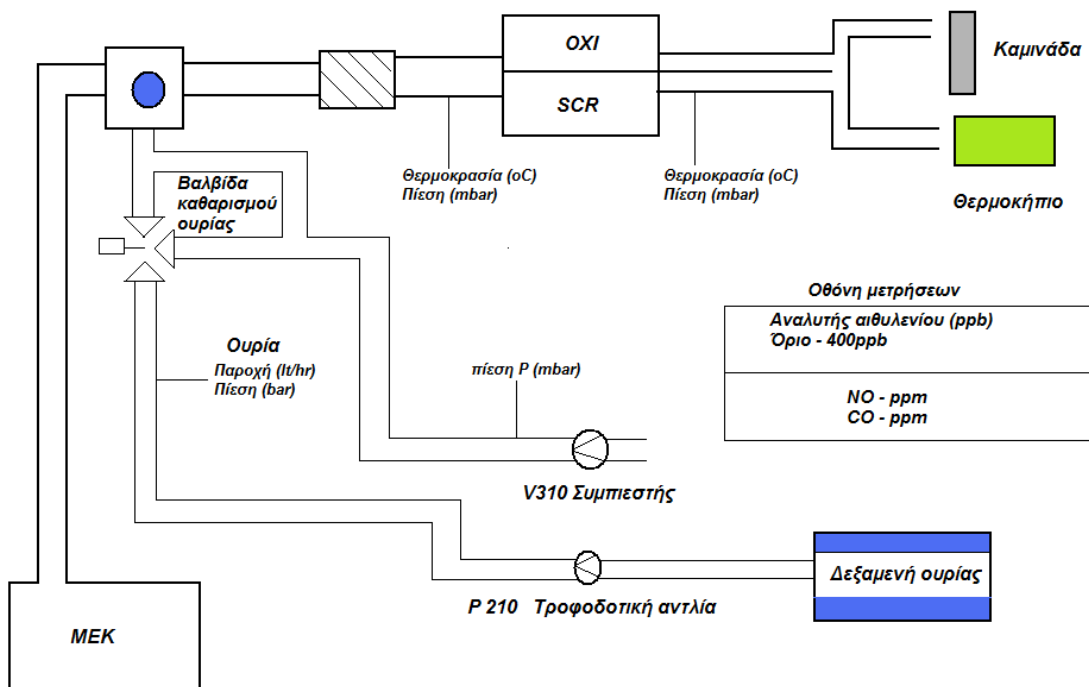 OXI
SCR
Καμινάδα
Θερμοκήπιο
Θερμοκρασία (oC)
Πίεση (mbar)
Θερμοκρασία (oC)
Πίεση (mbar)
Βαλβίδα
καθαρισμού
ουρίας
Οθόνη μετρήσεων
Αναλυτής αιθυλενίου (ppb)
Όριο - 400ppb
NO - ppm
CO - ppm
Ουρία
Παροχή (lt/hr)
Πίεση (bar)
πίεση P (mbar)
V310 Συμπιεστής
Δεξαμενή ουρίας
P 210 Τροφοδοτική αντλία
ΜΕΚ